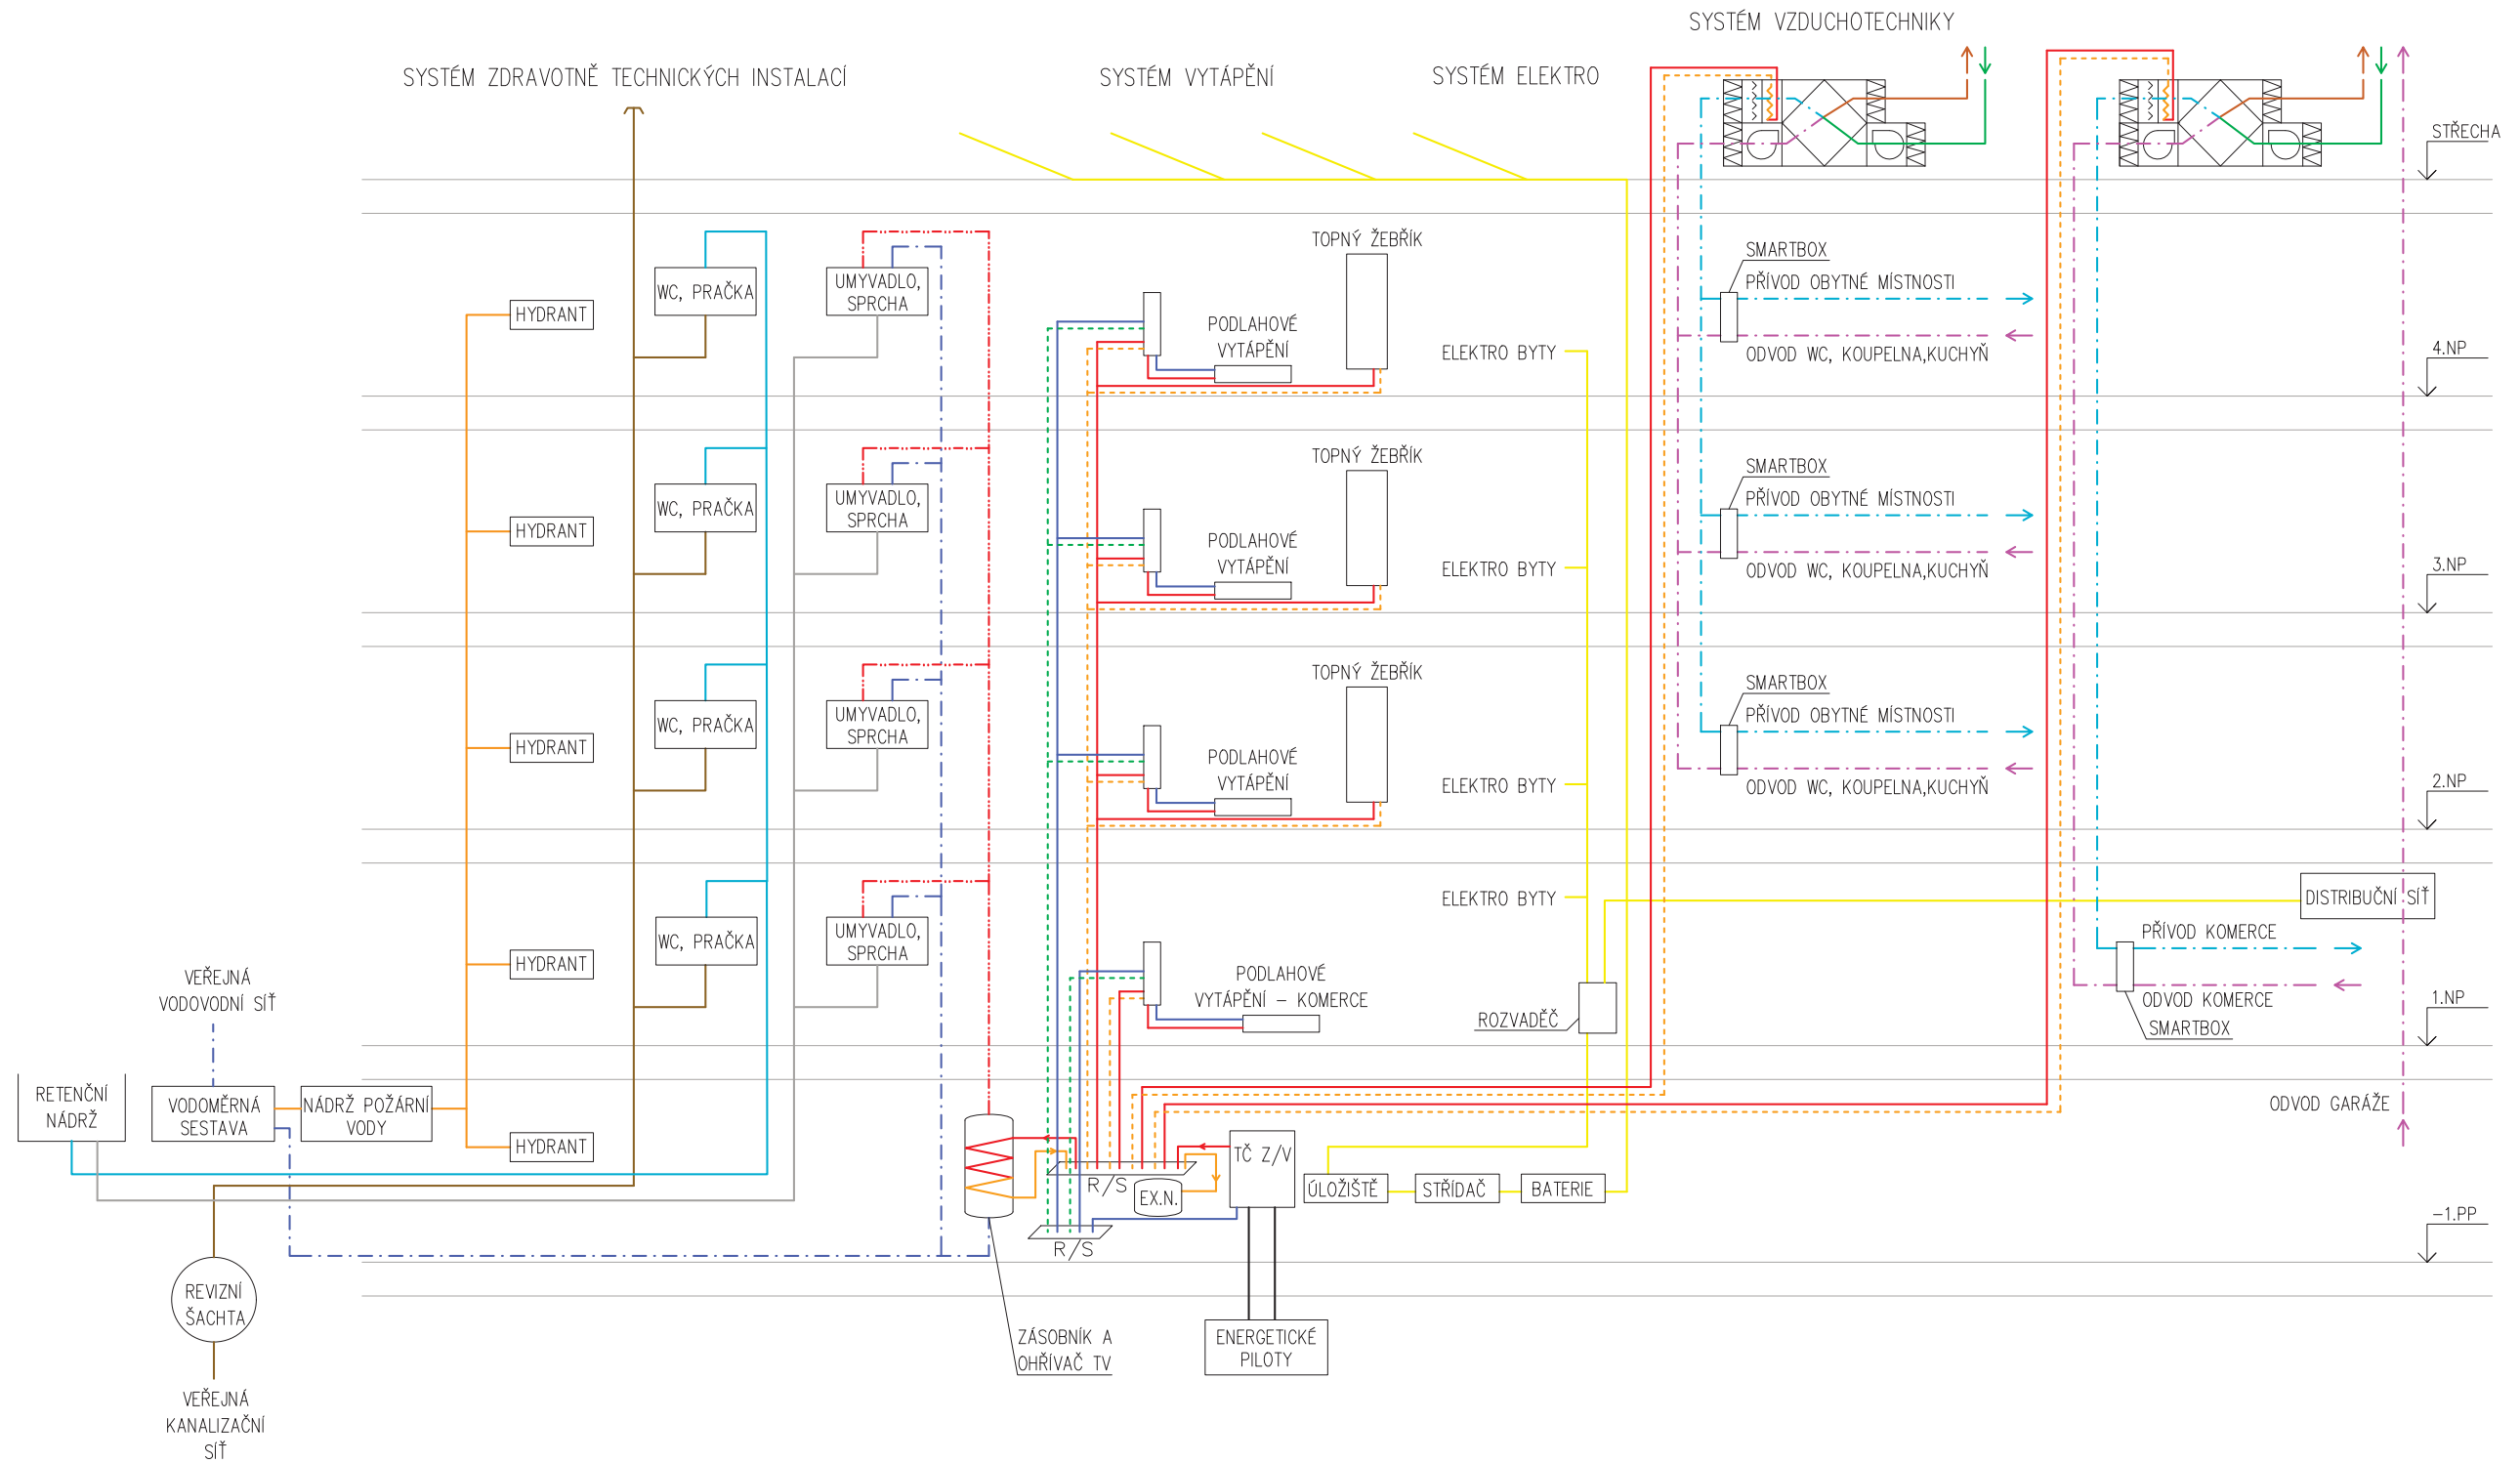 SYSTÉM VZDUCHOTECHNIKY
SYSTÉM ZDRAVOTNĚ TECHNICKÝCH INSTALACÍ
SYSTÉM VYTÁPĚNÍ
SYSTÉM ELEKTRO
STŘECHA
TOPNÝ ŽEBŘÍK
SMARTBOX
WC, PRAČKA
UMYVADLO,
SPRCHA
PŘÍVOD OBYTNÉ MÍSTNOSTI
HYDRANT
PODLAHOVÉ
VYTÁPĚNÍ
ELEKTRO BYTY
ODVOD WC, KOUPELNA,KUCHYŇ
4.NP
TOPNÝ ŽEBŘÍK
SMARTBOX
WC, PRAČKA
UMYVADLO,
SPRCHA
PŘÍVOD OBYTNÉ MÍSTNOSTI
HYDRANT
PODLAHOVÉ
VYTÁPĚNÍ
ELEKTRO BYTY
ODVOD WC, KOUPELNA,KUCHYŇ
3.NP
TOPNÝ ŽEBŘÍK
SMARTBOX
WC, PRAČKA
UMYVADLO,
SPRCHA
PŘÍVOD OBYTNÉ MÍSTNOSTI
HYDRANT
PODLAHOVÉ
VYTÁPĚNÍ
ELEKTRO BYTY
ODVOD WC, KOUPELNA,KUCHYŇ
2.NP
ELEKTRO BYTY
DISTRIBUČNÍ SÍŤ
WC, PRAČKA
UMYVADLO,
SPRCHA
PŘÍVOD KOMERCE
HYDRANT
PODLAHOVÉ
VYTÁPĚNÍ – KOMERCE
ODVOD KOMERCE
SMARTBOX
ROZVADĚČ
1.NP
VEŘEJNÁ
VODOVODNÍ SÍŤ
RETENČNÍ
NÁDRŽ
VODOMĚRNÁ
SESTAVA
NÁDRŽ POŽÁRNÍ
VODY
HYDRANT
ODVOD GARÁŽE
TČ Z/V
R/S
EX.N.
ÚLOŽIŠTĚ
STŘÍDAČ
BATERIE
R/S
–1.PP
REVIZNÍ
ŠACHTA
ZÁSOBNÍK A
OHŘÍVAČ TV
ENERGETICKÉ
PILOTY
VEŘEJNÁ
KANALIZAČNÍ
SÍŤ